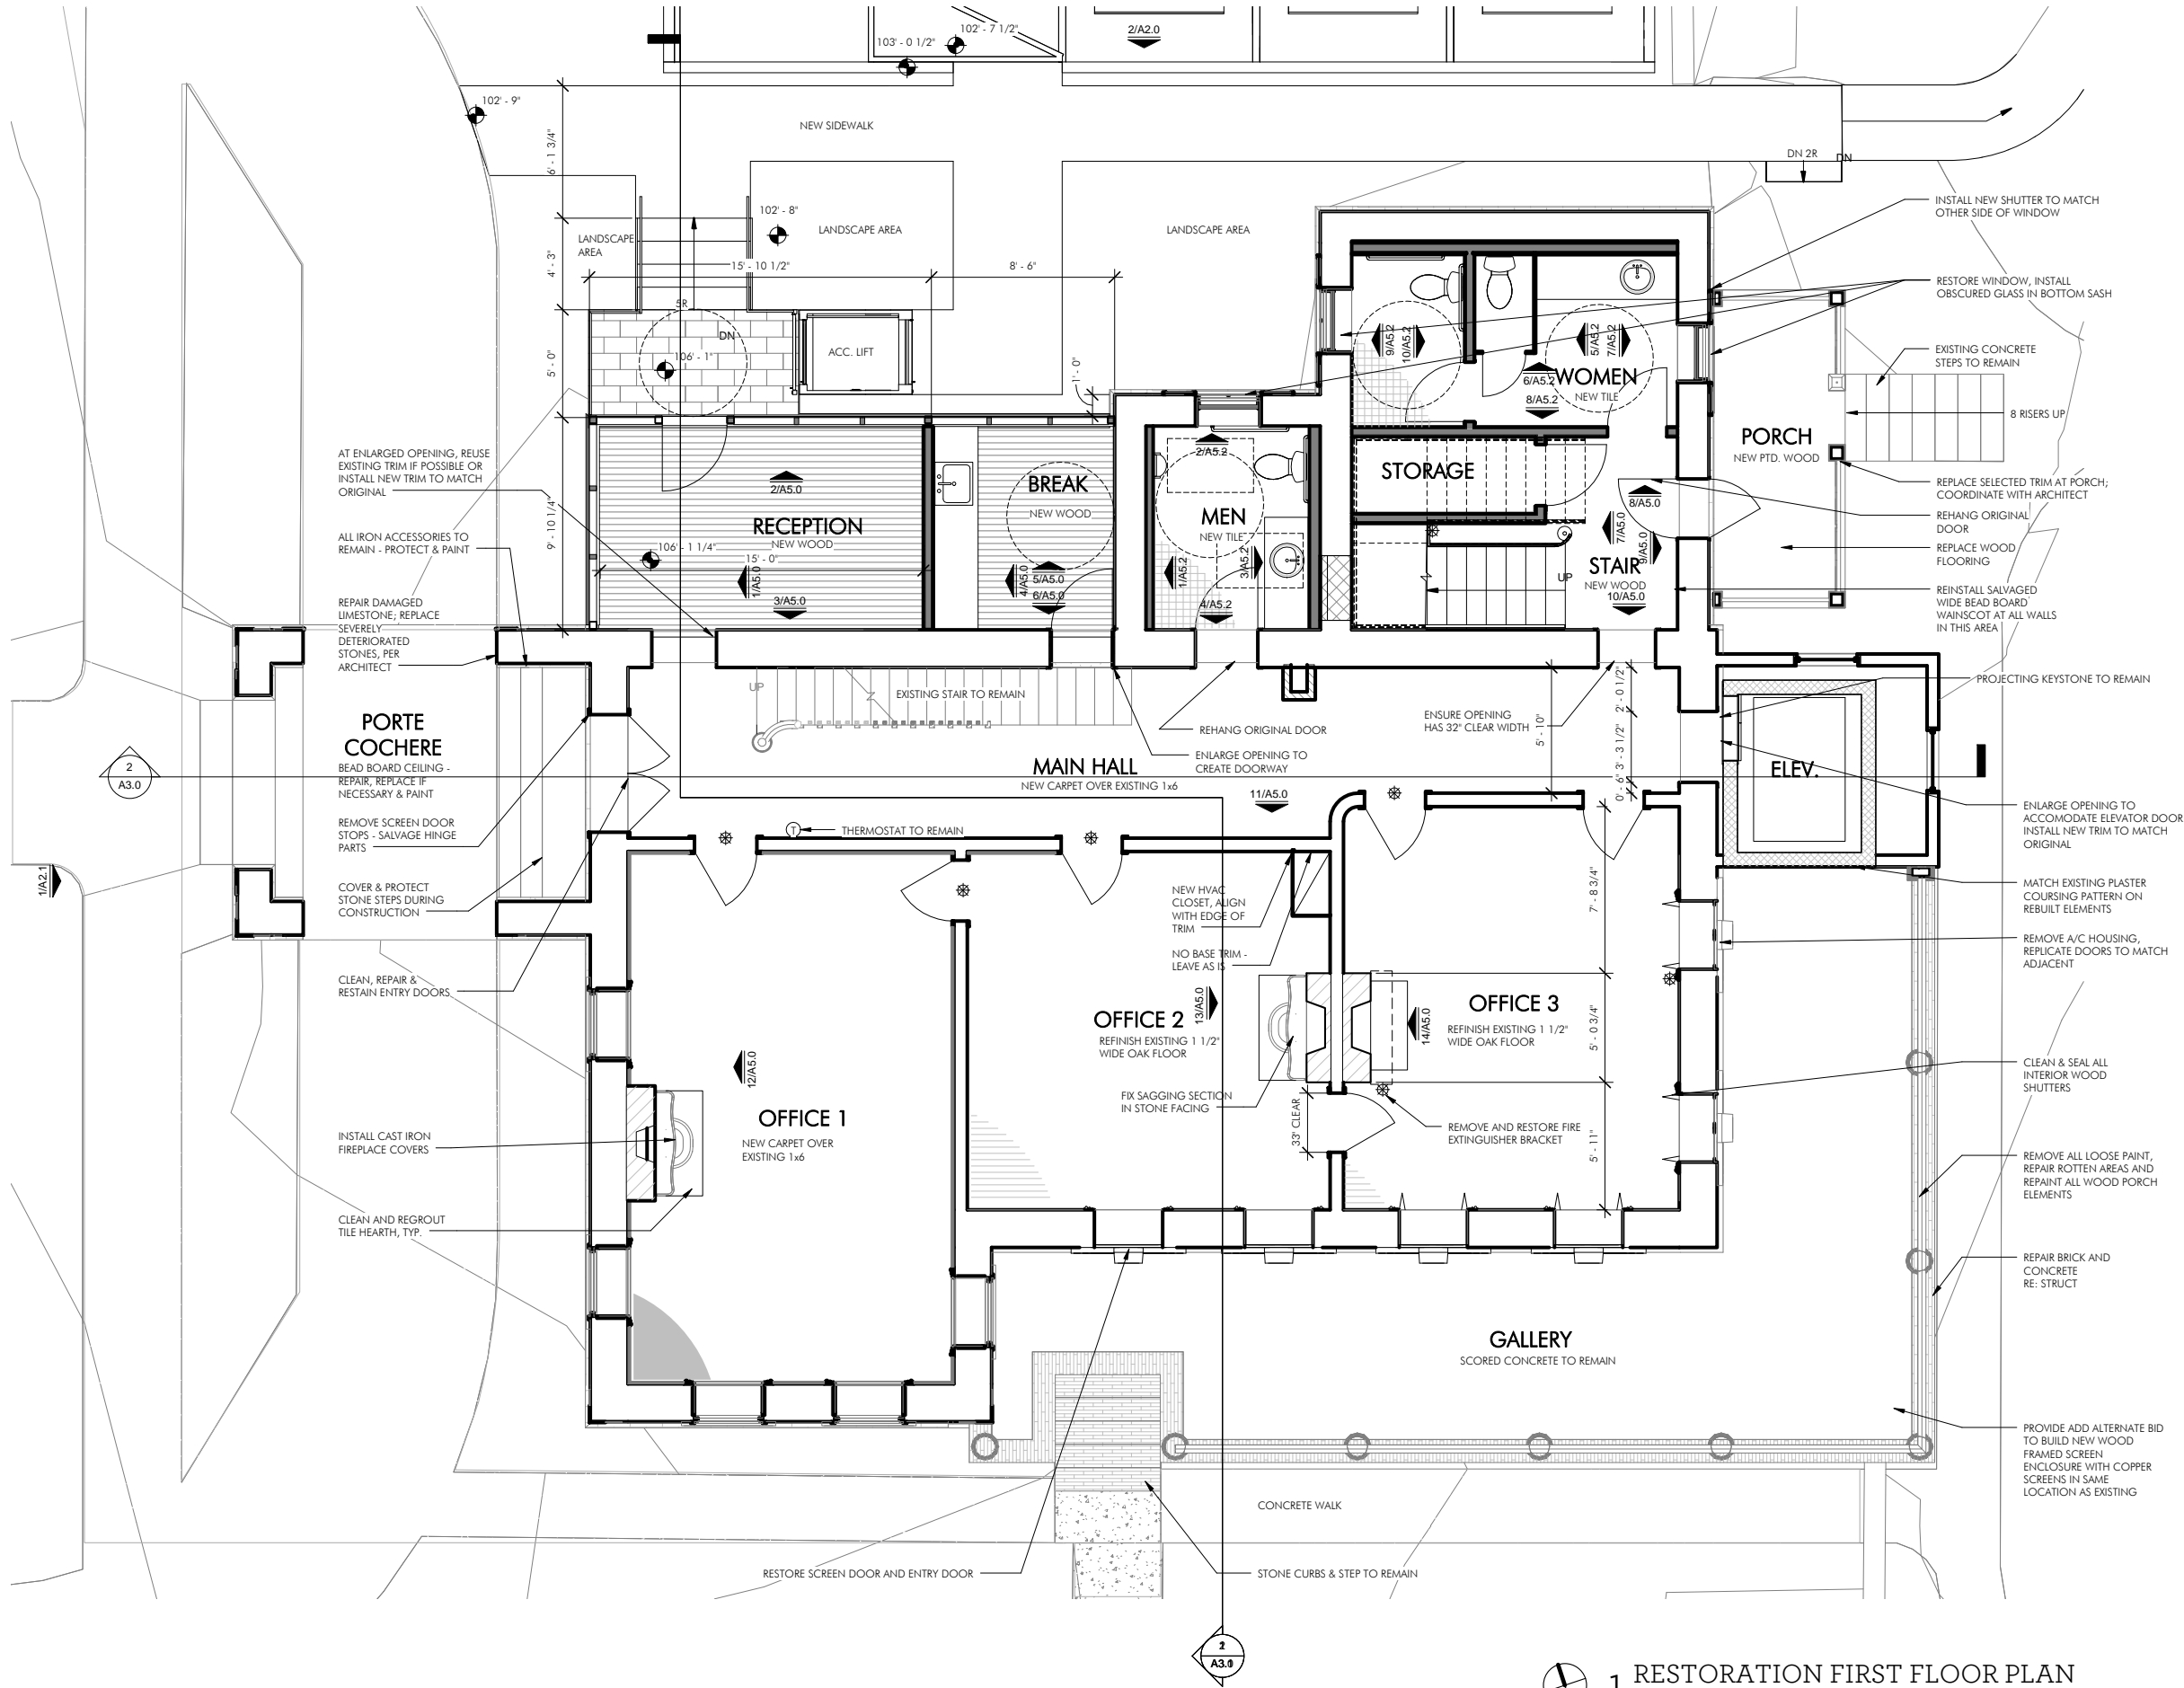 102' - 7 1/2"
103' - 0 1/2"
2/A2.0
102' - 9"
NEW SIDEWALK
6' - 1 3/4"
DN 2R
DN
102' - 8"
LANDSCAPE
AREA
LANDSCAPE AREA
LANDSCAPE AREA
4' - 3"
15' - 10 1/2"
8' - 6"
5R
DN
106' - 1"
ACC. LIFT
5' - 0"
1' - 0"
INSTALL NEW SHUTTER TO MATCH
OTHER SIDE OF WINDOW
RESTORE WINDOW, INSTALL
OBSCURED GLASS IN BOTTOM SASH
EXISTING CONCRETE
STEPS TO REMAIN
8 RISERS UP
9/A5.2
10/A5.2
5/A5.2
7/A5.2
6/A5.2
WOMEN
NEW TILE
8/A5.2
PORCH
NEW PTD. WOOD
REPLACE SELECTED TRIM AT PORCH;
COORDINATE WITH ARCHITECT
REHANG ORIGINAL
DOOR
REPLACE WOOD
FLOORING
REINSTALL SALVAGED
WIDE BEAD BOARD
WAINSCOT AT ALL WALLS
IN THIS AREA
AT ENLARGED OPENING, REUSE
EXISTING TRIM IF POSSIBLE OR
INSTALL NEW TRIM TO MATCH
ORIGINAL
ALL IRON ACCESSORIES TO
REMAIN - PROTECT & PAINT
REPAIR DAMAGED
LIMESTONE; REPLACE
SEVERELY
DETERIORATED
STONES, PER
ARCHITECT
9' - 10 1/4"
2/A5.0
RECEPTION
NEW WOOD
106' - 1 1/4"
15' - 0"
1/A5.0
3/A5.0
BREAK
NEW WOOD
4/A5.0
5/A5.0
6/A5.0
2/A5.2
MEN
NEW TILE
1/A5.2
3/A5.2
4/A5.2
STORAGE
8/A5.0
7/A5.0
9/A5.0
STAIR
NEW WOOD
10/A5.0
UP
UP
EXISTING STAIR TO REMAIN
REHANG ORIGINAL DOOR
ENLARGE OPENING TO
CREATE DOORWAY
ENSURE OPENING
HAS 32" CLEAR WIDTH
5' - 10"
2' - 0 1/2"
3' - 3 1/2"
0' - 6"
PROJECTING KEYSTONE TO REMAIN
ELEV.
ENLARGE OPENING TO
ACCOMODATE ELEVATOR DOOR
INSTALL NEW TRIM TO MATCH
ORIGINAL
MATCH EXISTING PLASTER
COURSING PATTERN ON
REBUILT ELEMENTS
REMOVE A/C HOUSING,
REPLICATE DOORS TO MATCH
ADJACENT
CLEAN & SEAL ALL
INTERIOR WOOD
SHUTTERS
REMOVE ALL LOOSE PAINT,
REPAIR ROTTEN AREAS AND
REPAINT ALL WOOD PORCH
ELEMENTS
REPAIR BRICK AND
CONCRETE
RE: STRUCT
PROVIDE ADD ALTERNATE BID
TO BUILD NEW WOOD
FRAMED SCREEN
ENCLOSURE WITH COPPER
SCREENS IN SAME
LOCATION AS EXISTING
PORTE
COCHERE
BEAD BOARD CEILING -
REPAIR, REPLACE IF
NECESSARY & PAINT
2
A3.0
1/A2.1
REMOVE SCREEN DOOR
STOPS - SALVAGE HINGE
PARTS
COVER & PROTECT
STONE STEPS DURING
CONSTRUCTION
CLEAN, REPAIR &
RESTAIN ENTRY DOORS
INSTALL CAST IRON
FIREPLACE COVERS
CLEAN AND REGROUT
TILE HEARTH, TYP.
MAIN HALL
NEW CARPET OVER EXISTING 1x6
11/A5.0
T
THERMOSTAT TO REMAIN
NEW HVAC
CLOSET, ALIGN
WITH EDGE OF
TRIM
NO BASE TRIM -
LEAVE AS IS
7' - 8 3/4"
5' - 0 3/4"
5' - 11"
OFFICE 1
NEW CARPET OVER
EXISTING 1x6
12/A5.0
OFFICE 2
REFINISH EXISTING 1 1/2"
WIDE OAK FLOOR
13/A5.0
OFFICE 3
REFINISH EXISTING 1 1/2"
WIDE OAK FLOOR
14/A5.0
FIX SAGGING SECTION
IN STONE FACING
33" CLEAR
REMOVE AND RESTORE FIRE
EXTINGUISHER BRACKET
GALLERY
SCORED CONCRETE TO REMAIN
CONCRETE WALK
RESTORE SCREEN DOOR AND ENTRY DOOR
STONE CURBS & STEP TO REMAIN
1 RESTORATION FIRST FLOOR PLAN